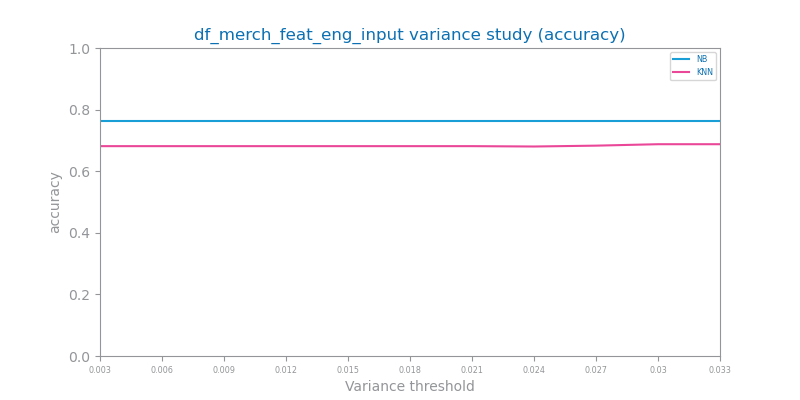 df_merch_feat_eng_input variance study (accuracy)
NB
KNN
1.0
0.8
0.6
0.4
0.2
0.0
accuracy
0.003 0.006 0.009 0.012 0.015 0.018 0.021 0.024 0.027 0.03 0.033
Variance threshold